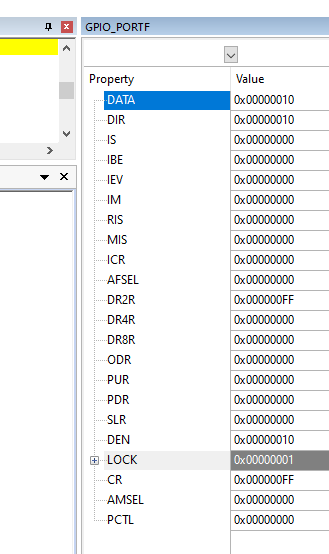 GPIO_PORTF
Property Value
DATA 0x00000010
DIR 0x00000010
IS 0x00000000
IBE 0x00000000
IEV 0x00000000
IM 0x00000000
RIS 0x00000000
MIS 0x00000000
ICR 0x00000000
AFSEL 0x00000000
DR2R 0x000000FF
DR4R 0x00000000
DR8R 0x00000000
ODR 0x00000000
PUR 0x00000000
PDR 0x00000000
SLR 0x00000000
DEN 0x00000010
LOCK 0x00000001
CR 0x000000FF
AMSEL 0x00000000
PCTL 0x00000000